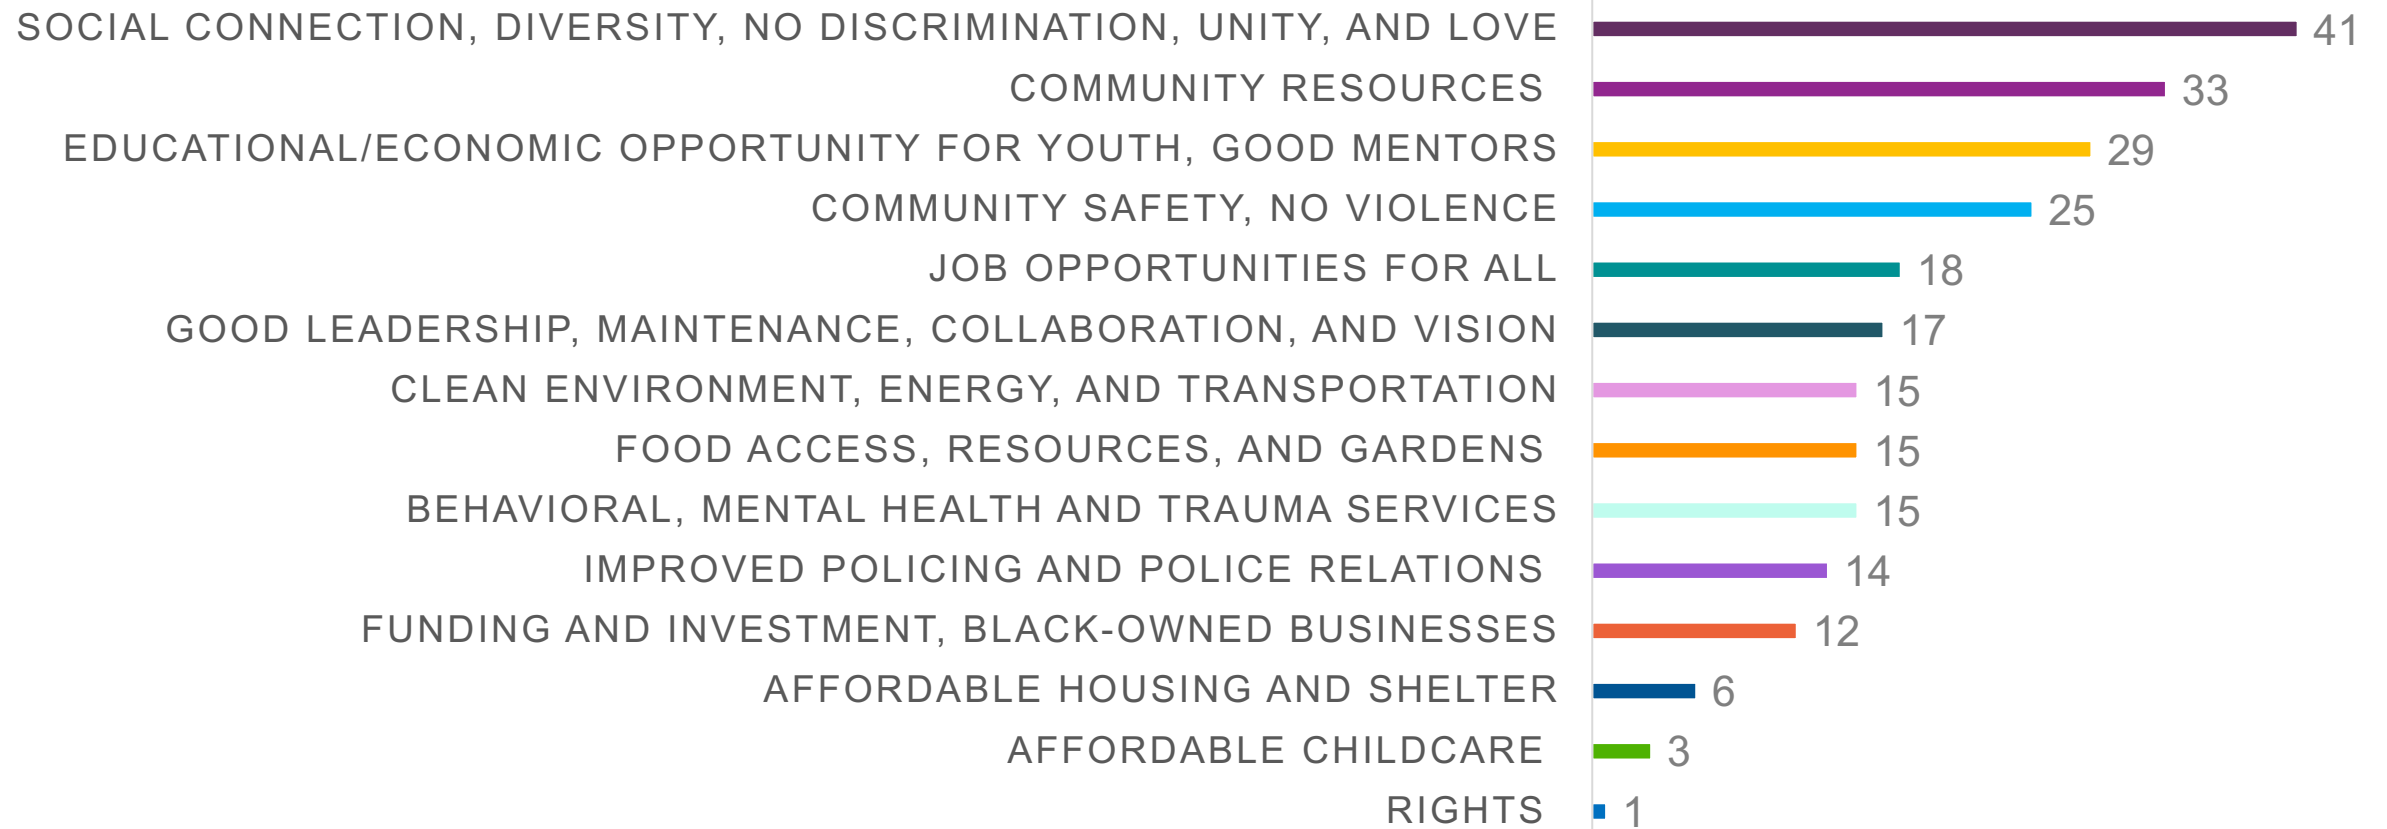 SOCIAL CONNECTION, DIVERSITY, NO DISCRIMINATION, UNITY, AND LOVE 41
COMMUNITY RESOURCES 33
EDUCATIONAL/ECONOMIC OPPORTUNITY FOR YOUTH, GOOD MENTORS 29
COMMUNITY SAFETY, NO VIOLENCE 25
JOB OPPORTUNITIES FOR ALL 18
GOOD LEADERSHIP, MAINTENANCE, COLLABORATION, AND VISION 17
CLEAN ENVIRONMENT, ENERGY, AND TRANSPORTATION 15
FOOD ACCESS, RESOURCES, AND GARDENS 15
BEHAVIORAL, MENTAL HEALTH AND TRAUMA SERVICES 15
IMPROVED POLICING AND POLICE RELATIONS 14
FUNDING AND INVESTMENT, BLACK-OWNED BUSINESSES 12
AFFORDABLE HOUSING AND SHELTER 6
AFFORDABLE CHILDCARE 3
RIGHTS 1